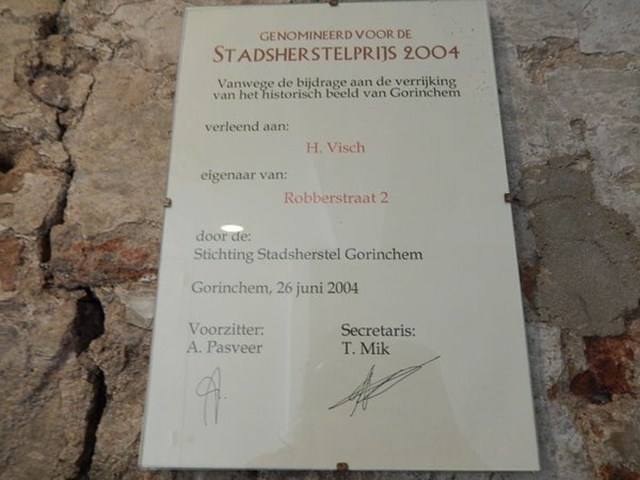 GENOMINEERD VOOR DE
STADSHERSTELPRIJS 2004
Vanwege de bijdrage aan de verrijking
van het historisch beeld van Gorinchem
verleend aan:
H. Visch
eigenaar van:
Robberstraat 2
door de:
Stichting Stadsherstel Gorinchem
Gorinchem, 26 juni 2004
Voorzitter: Secretaris:
A. Pasveer T. Mik